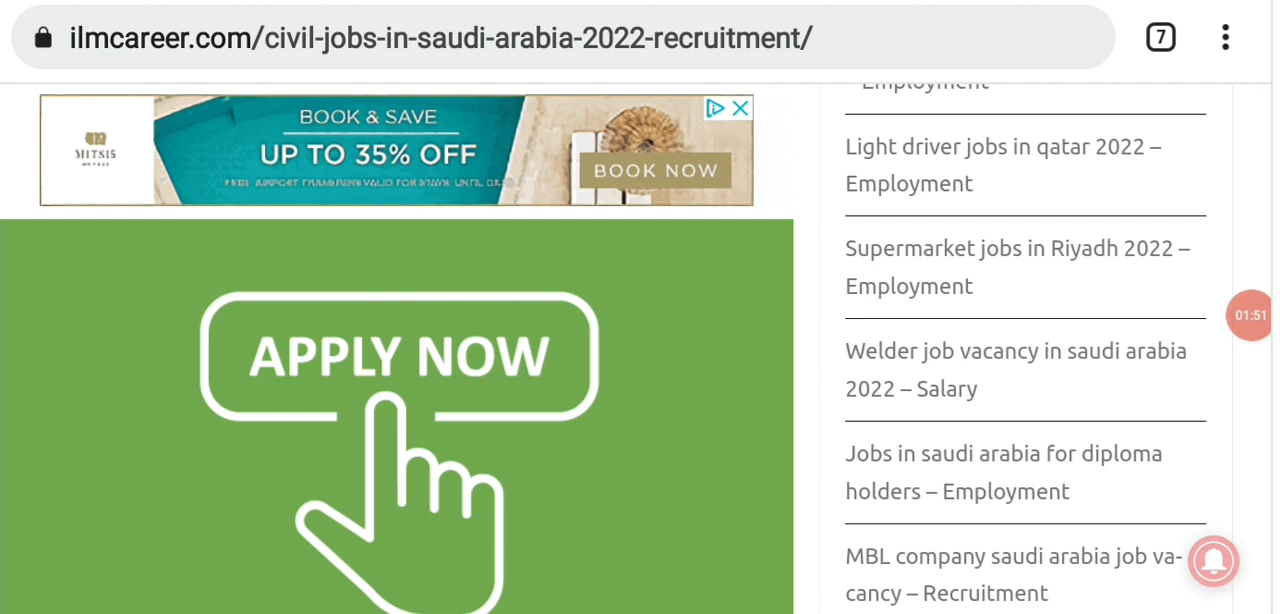 ilmcareer.com/civil-jobs-in-saudi-arabia-2022-recruitment/
7
MITSIS
HOTELS
BOOK & SAVE
UP TO 35% OFF
BOOK NOW
APPLY NOW
Employment
Light driver jobs in qatar 2022 –
Employment
Supermarket jobs in Riyadh 2022 –
Employment
Welder job vacancy in saudi arabia
2022 – Salary
Jobs in saudi arabia for diploma
holders – Employment
MBL company saudi arabia job va-
cancy – Recruitment
01:51